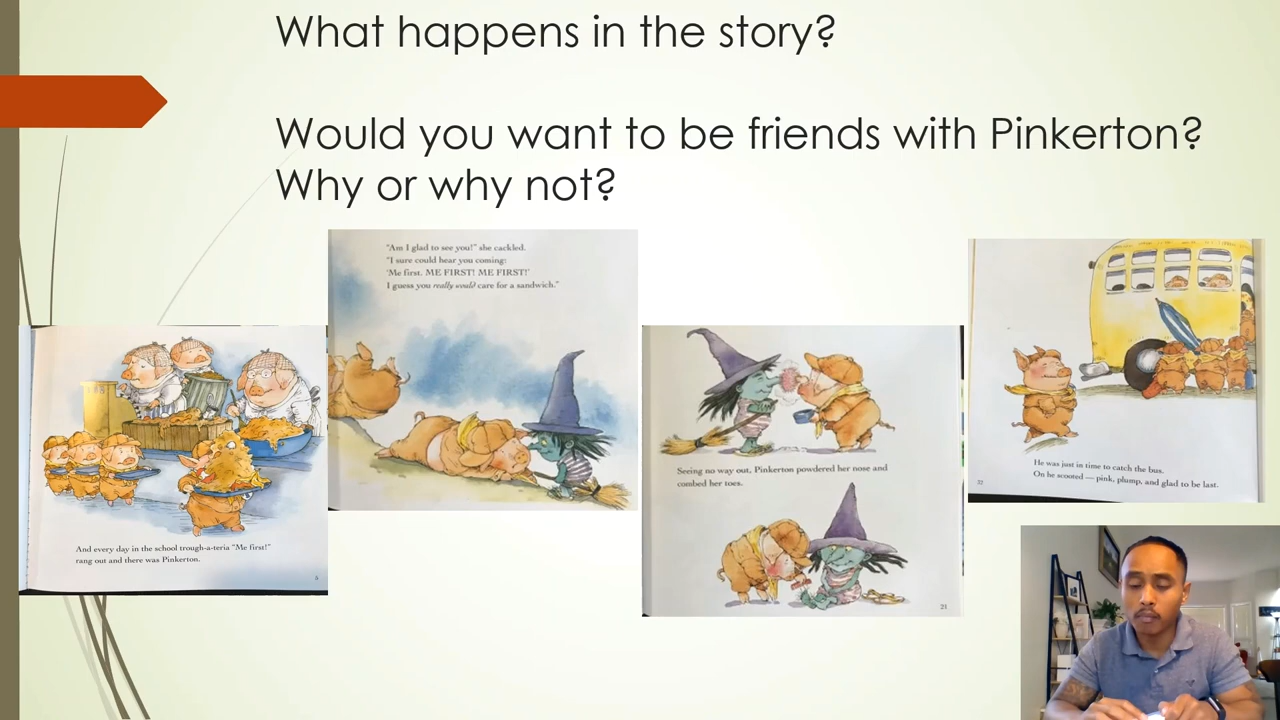 What happens in the story?
Would you want to be friends with Pinkerton?
Why or why not?
"Am I glad to see you!" she cackled.
"I sure could hear you coming:
'Me first. ME FIRST! ME FIRST!'
I guess you really would care for a sandwich."
And every day in the school trough-a-teria "Me first!"
rang out and there was Pinkerton.
5
Seeing no way out, Pinkerton powdered her nose and
combed her toes.
21
He was just in time to catch the bus.
On he scooted — pink, plump, and glad to be last.
22